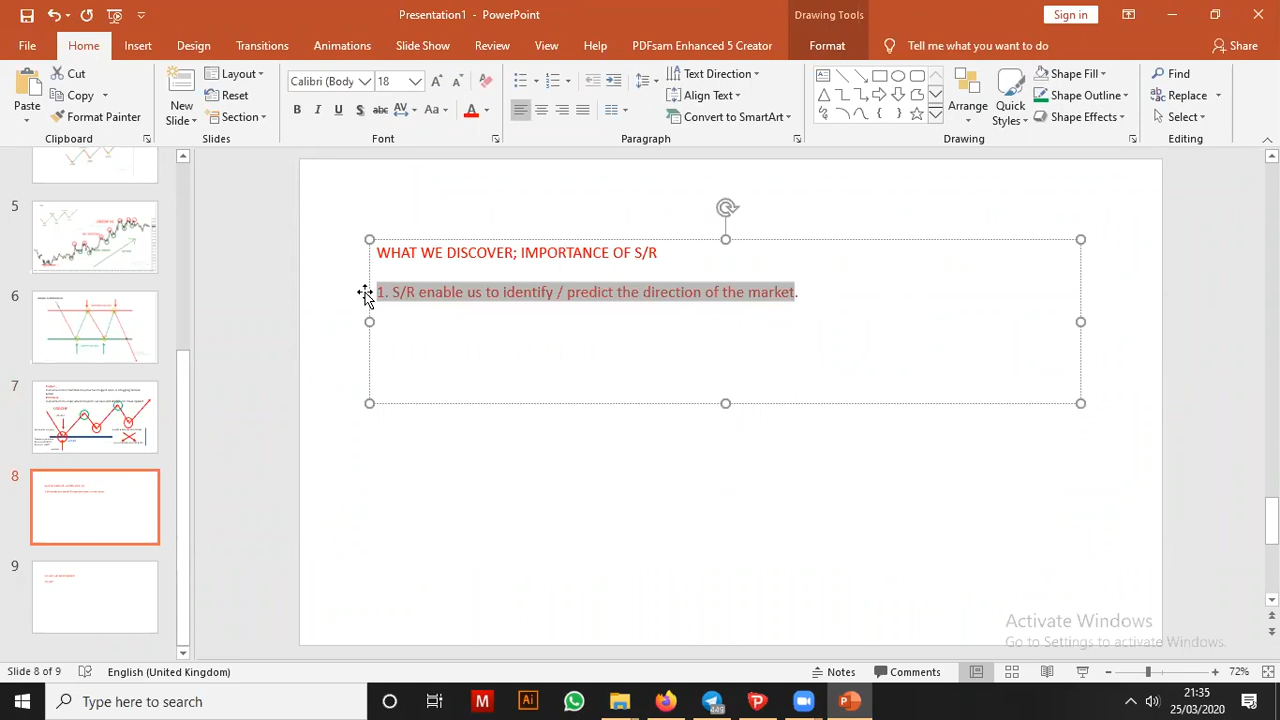 Presentation1 - PowerPoint
Drawing Tools
Sign in
File
Home
Insert
Design
Transitions
Animations
Slide Show
Review
View
Help
PDFsam Enhanced 5 Creator
Format
Tell me what you want to do
Share
Paste
Cut
Copy
Format Painter
Clipboard
New Slide
Layout
Reset
Section
Slides
Calibri (Body
18
Font
Text Direction
Align Text
Convert to SmartArt
Paragraph
Arrange
Quick Styles
Shape Fill
Shape Outline
Shape Effects
Drawing
Find
Replace
Select
Editing
5
6
7
8
9
WHAT WE DISCOVER; IMPORTANCE OF S/R
1. S/R enable us to identify / predict the direction of the market.
Activate Windows
Go to Settings to activate Windows.
Slide 8 of 9
English (United Kingdom)
Notes
Comments
72%
Type here to search
21:35
25/03/2020